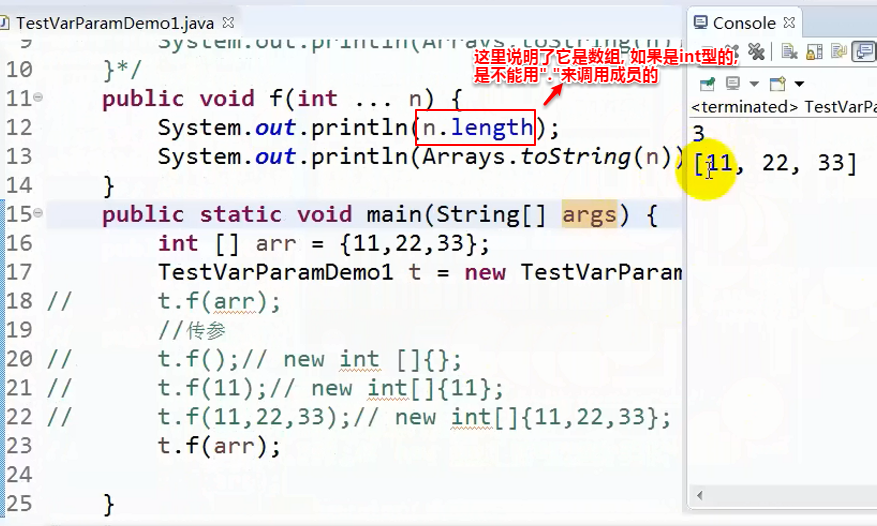 TestVarParamDemo1.java
Console
9 System.out.println(Arrays.toString(n)
10 }*/
这里说明了它是数组, 如果是int型的,
是不能用"."来调用成员的
<terminated> TestVarPa
11 public void f(int ... n) {
12 System.out.println(n.length);
13 System.out.println(Arrays.toString(n))
14 }
3
[11, 22, 33]
15 public static void main(String[] args) {
16 int [] arr = {11,22,33};
17 TestVarParamDemo1 t = new TestVarParam
18 // t.f(arr);
19 //传参
20 // t.f();// new int []{};
21 // t.f(11);// new int[]{11};
22 // t.f(11,22,33);// new int[]{11,22,33};
23 t.f(arr);
24
25 }